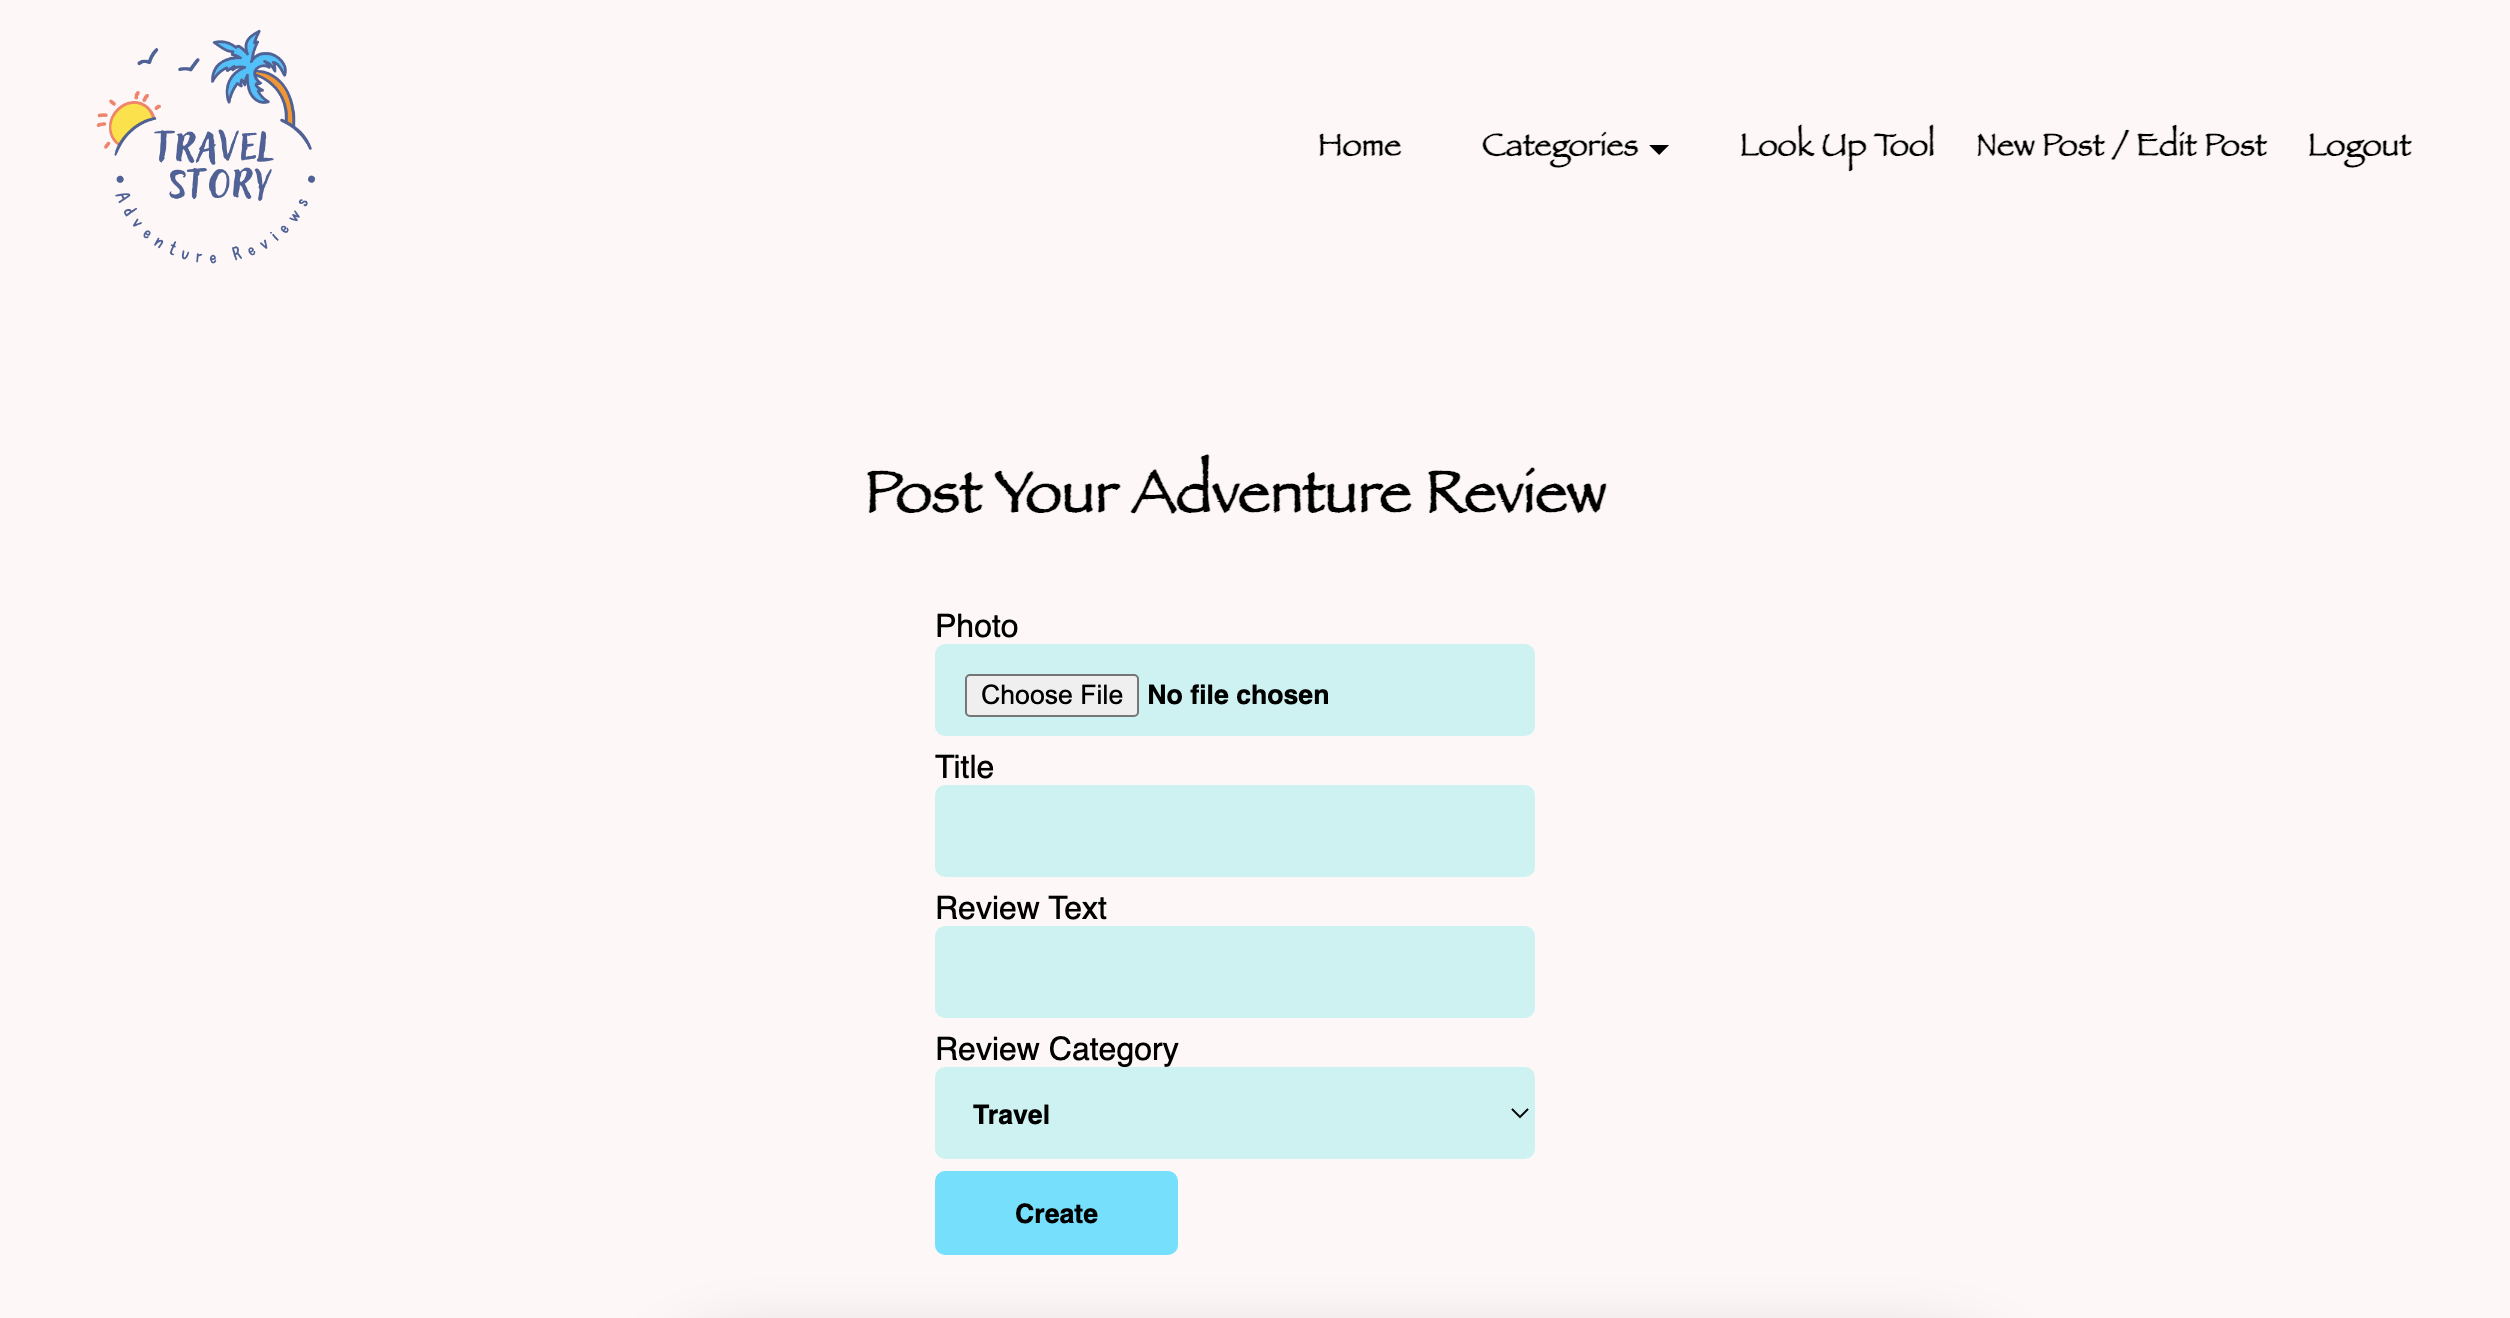 TRAVEL
STORY
Adventure Reviews
Home Categories Look Up Tool New Post / Edit Post Logout
Post Your Adventure Review
Photo
Choose File No file chosen
Title
Review Text
Review Category
Travel
Create